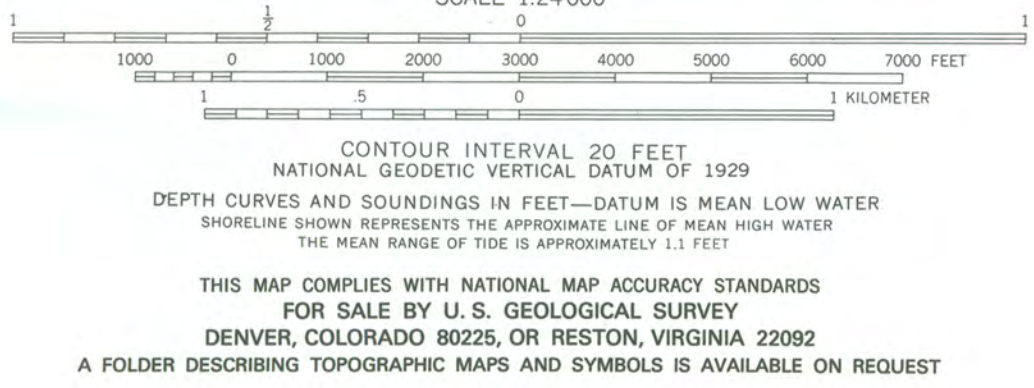 SCALE 1:24 000
1 1/2 0 1
1000 0 1000 2000 3000 4000 5000 6000 7000 FEET
1 .5 0 1 KILOMETER
CONTOUR INTERVAL 20 FEET
NATIONAL GEODETIC VERTICAL DATUM OF 1929
DEPTH CURVES AND SOUNDINGS IN FEET—DATUM IS MEAN LOW WATER
SHORELINE SHOWN REPRESENTS THE APPROXIMATE LINE OF MEAN HIGH WATER
THE MEAN RANGE OF TIDE IS APPROXIMATELY 1.1 FEET
THIS MAP COMPLIES WITH NATIONAL MAP ACCURACY STANDARDS
FOR SALE BY U. S. GEOLOGICAL SURVEY
DENVER, COLORADO 80225, OR RESTON, VIRGINIA 22092
A FOLDER DESCRIBING TOPOGRAPHIC MAPS AND SYMBOLS IS AVAILABLE ON REQUEST